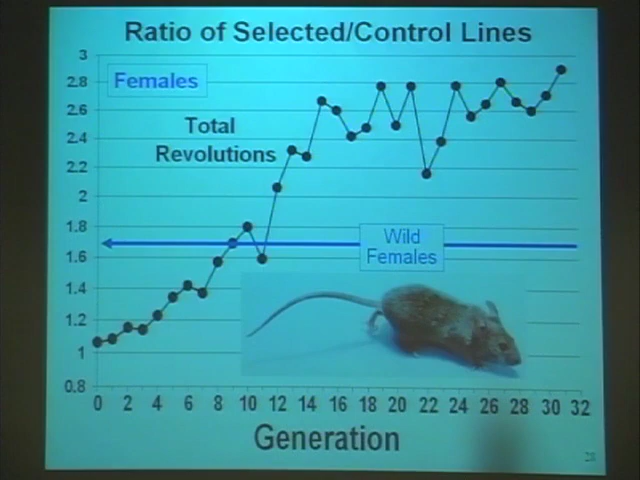 Ratio of Selected/Control Lines
3
2.8
2.6
2.4
2.2
2
1.8
1.6
1.4
1.2
1
0.8
Females
Total
Revolutions
Wild
Females
0 2 4 6 8 10 12 14 16 18 20 22 24 26 28 30 32
Generation
28